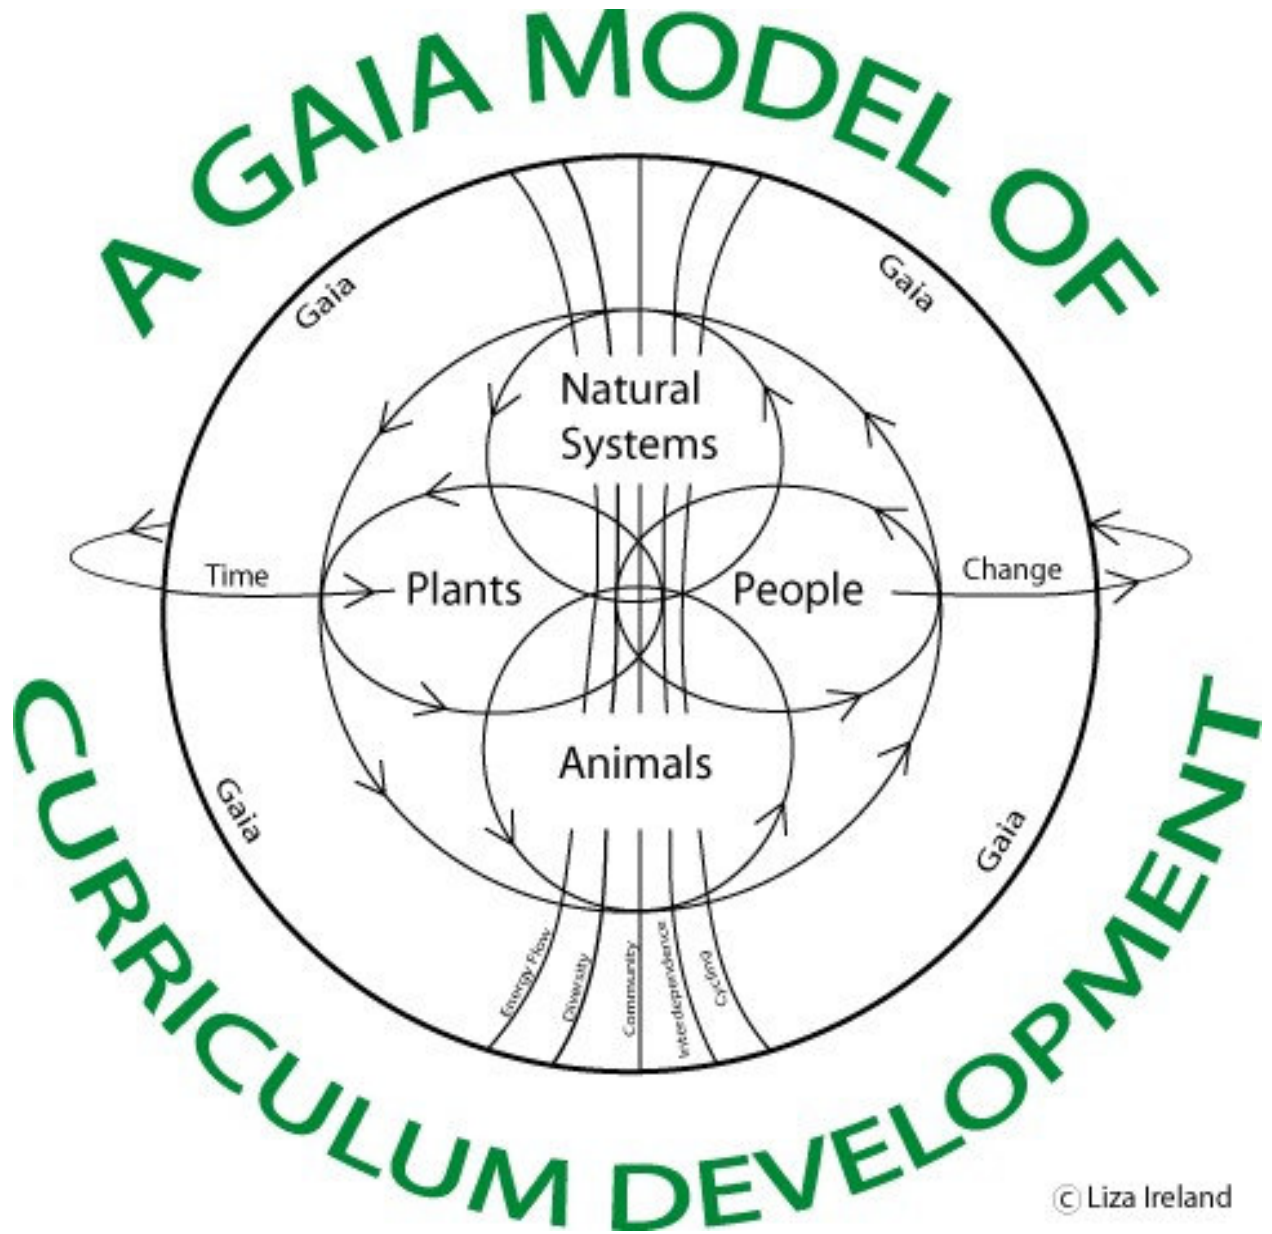 A GAIA MODEL OF
Gaia
Gaia
Natural
Systems
Time
Plants
People
Change
Animals
Gaia
Gaia
Energy Flow
Diversity
Community
Interdependence
Cycling
CURRICULUM DEVELOPMENT
© Liza Ireland